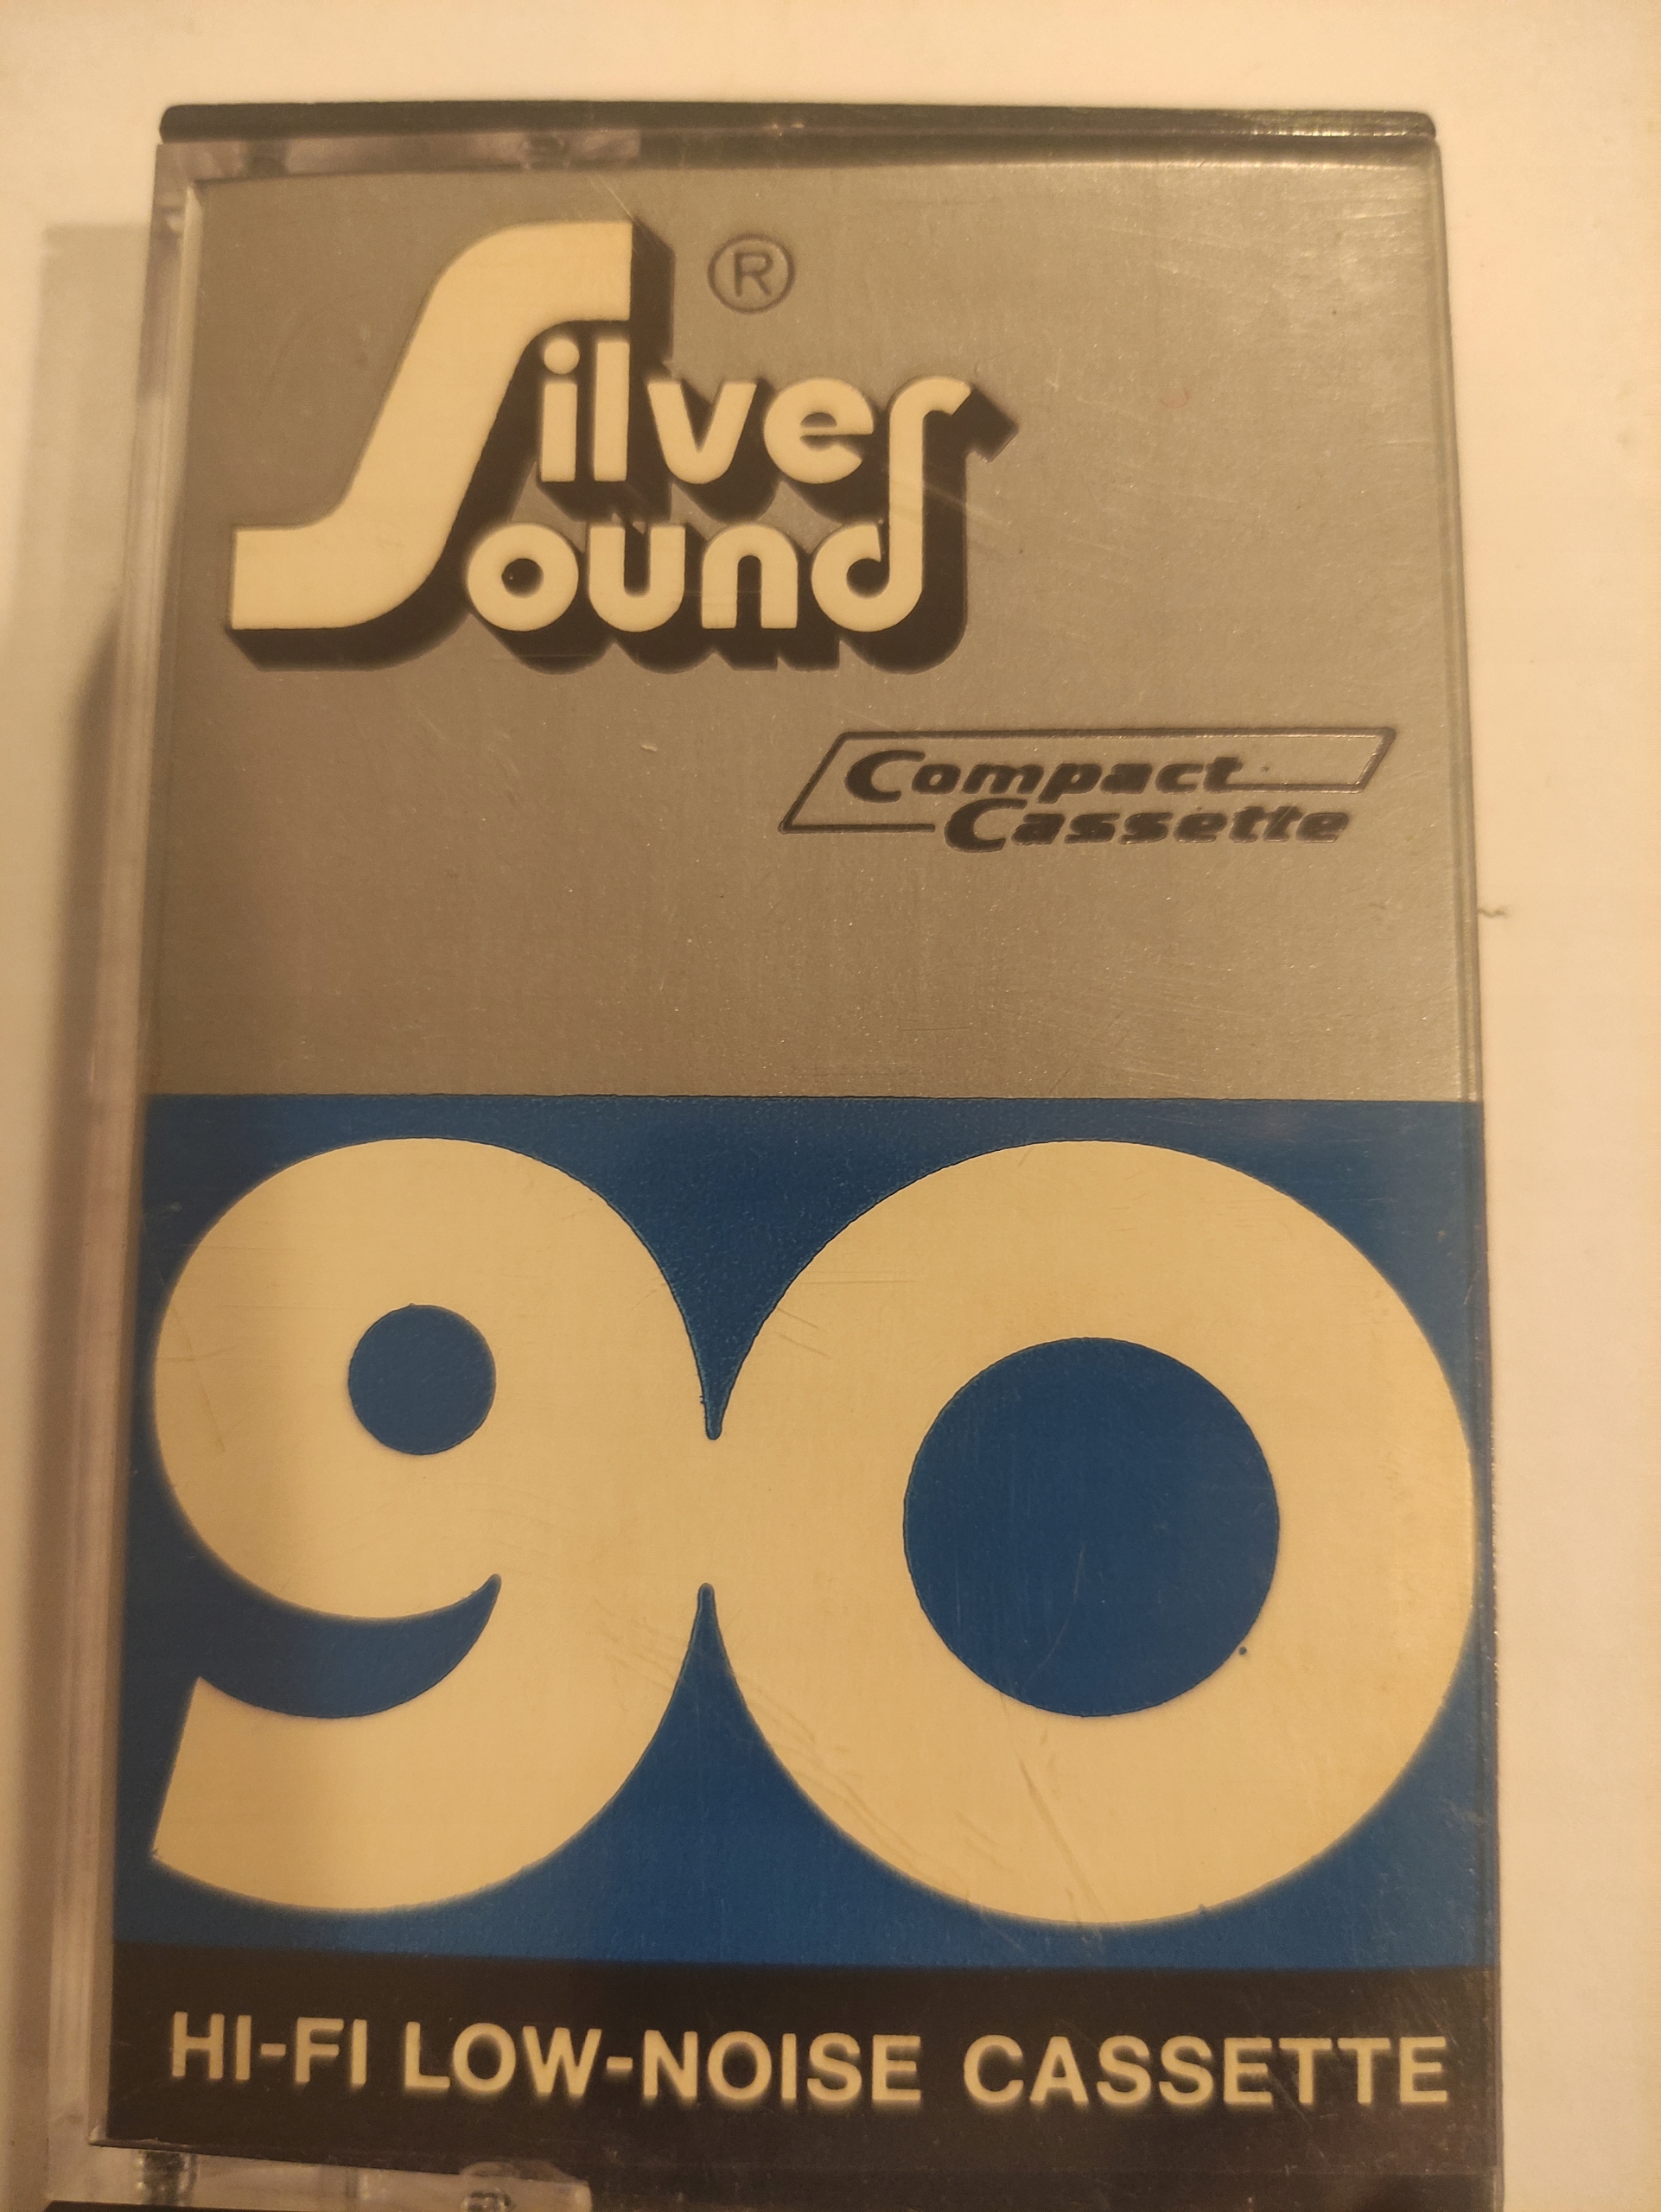 Silver ®
Sound
Compact
Cassette
90
HI-FI LOW-NOISE CASSETTE